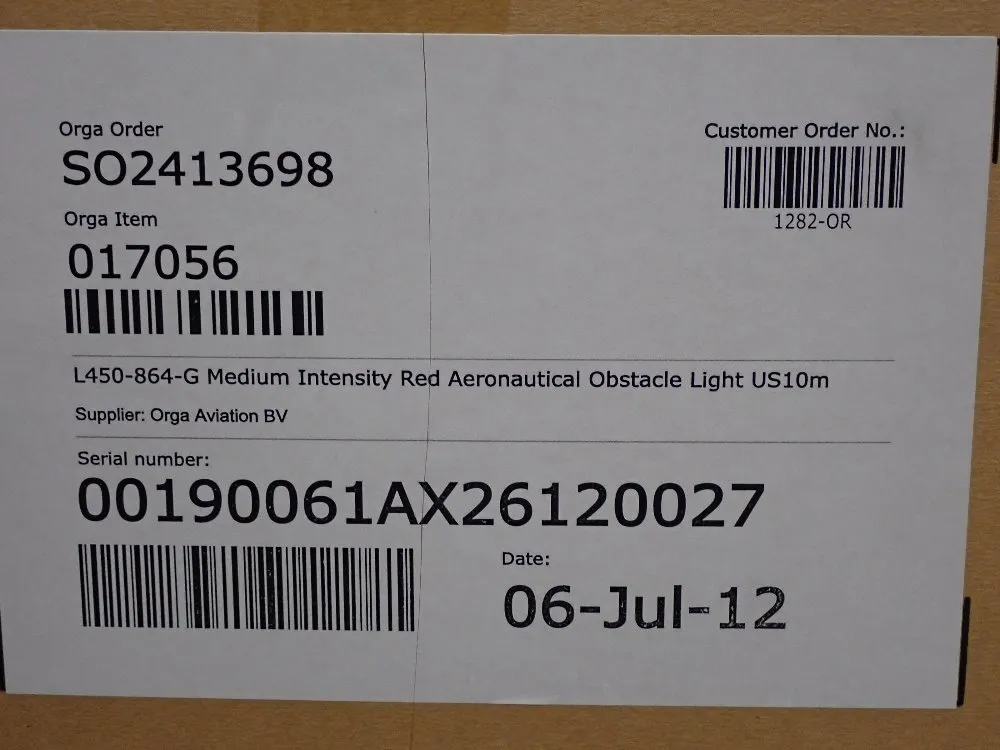 Orga Order
SO2413698
Customer Order No.:
1282-OR
Orga Item
017056
L450-864-G Medium Intensity Red Aeronautical Obstacle Light US10m
Supplier: Orga Aviation BV
Serial number:
00190061AX26120027
Date:
06-Jul-12